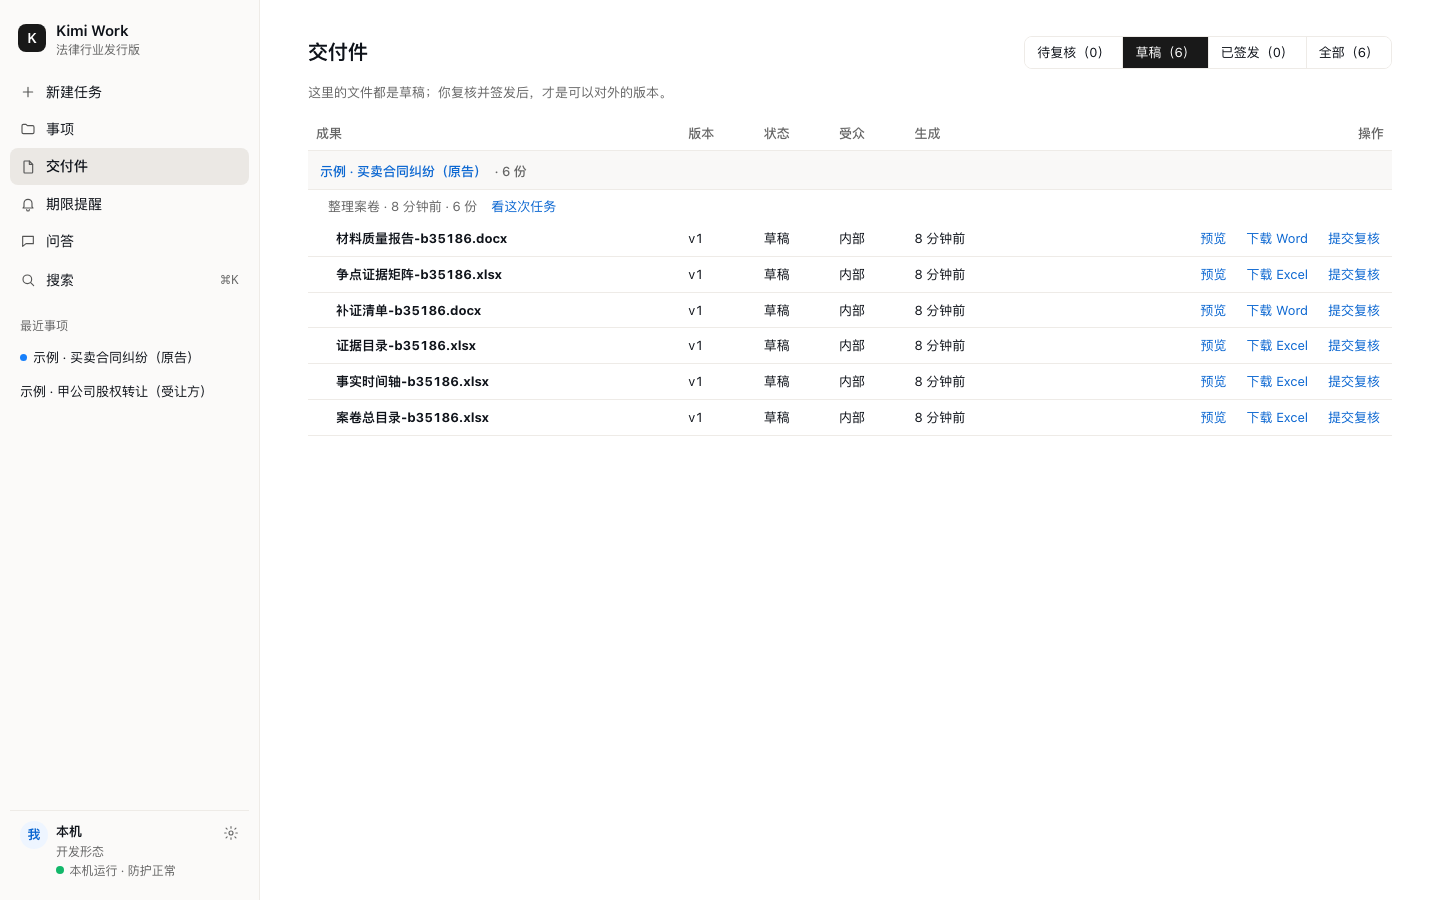 K
Kimi Work
法律行业发行版
新建任务
事项
交付件
期限提醒
问答
搜索 ⌘K
最近事项
示例 · 买卖合同纠纷（原告）
示例 · 甲公司股权转让（受让方）
我
本机
开发形态
本机运行 · 防护正常
交付件
待复核（0） 草稿（6） 已签发（0） 全部（6）
这里的文件都是草稿；你复核并签发后，才是可以对外的版本。
成果 版本 状态 受众 生成 操作
示例 · 买卖合同纠纷（原告） · 6 份
整理案卷 · 8 分钟前 · 6 份 看这次任务
材料质量报告-b35186.docx v1 草稿 内部 8 分钟前 预览 下载 Word 提交复核
争点证据矩阵-b35186.xlsx v1 草稿 内部 8 分钟前 预览 下载 Excel 提交复核
补证清单-b35186.docx v1 草稿 内部 8 分钟前 预览 下载 Word 提交复核
证据目录-b35186.xlsx v1 草稿 内部 8 分钟前 预览 下载 Excel 提交复核
事实时间轴-b35186.xlsx v1 草稿 内部 8 分钟前 预览 下载 Excel 提交复核
案卷总目录-b35186.xlsx v1 草稿 内部 8 分钟前 预览 下载 Excel 提交复核